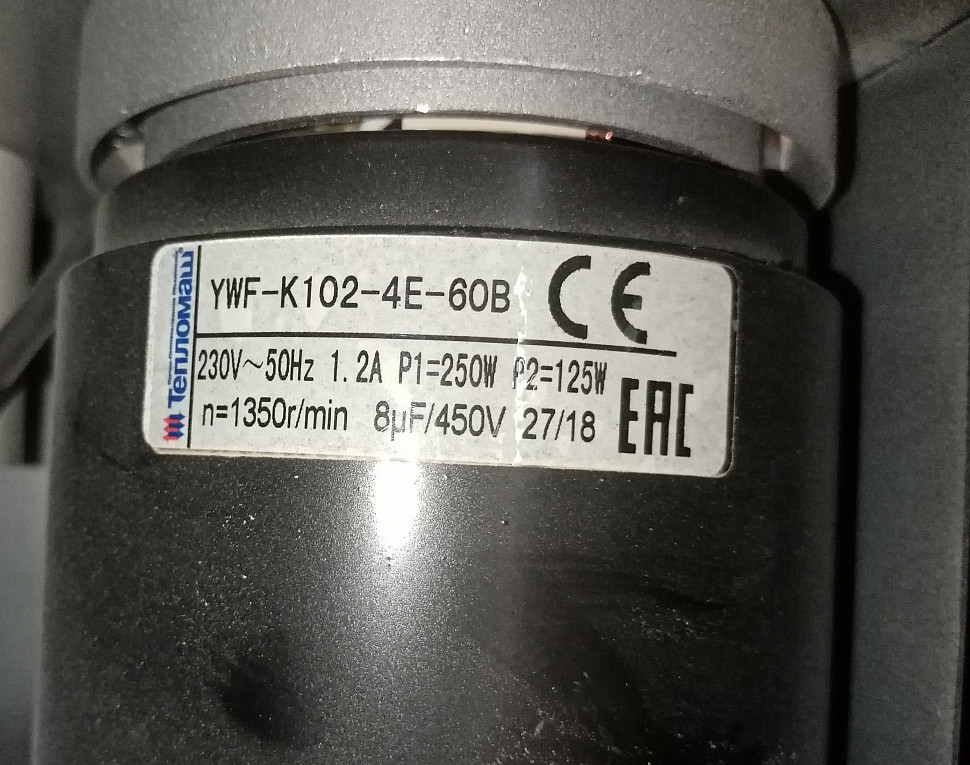 Тепломаш
YWF-K102-4E-60B CE
230V~50Hz 1.2A P1=250W P2=125W
n=1350r/min 8µF/450V 27/18 EAC